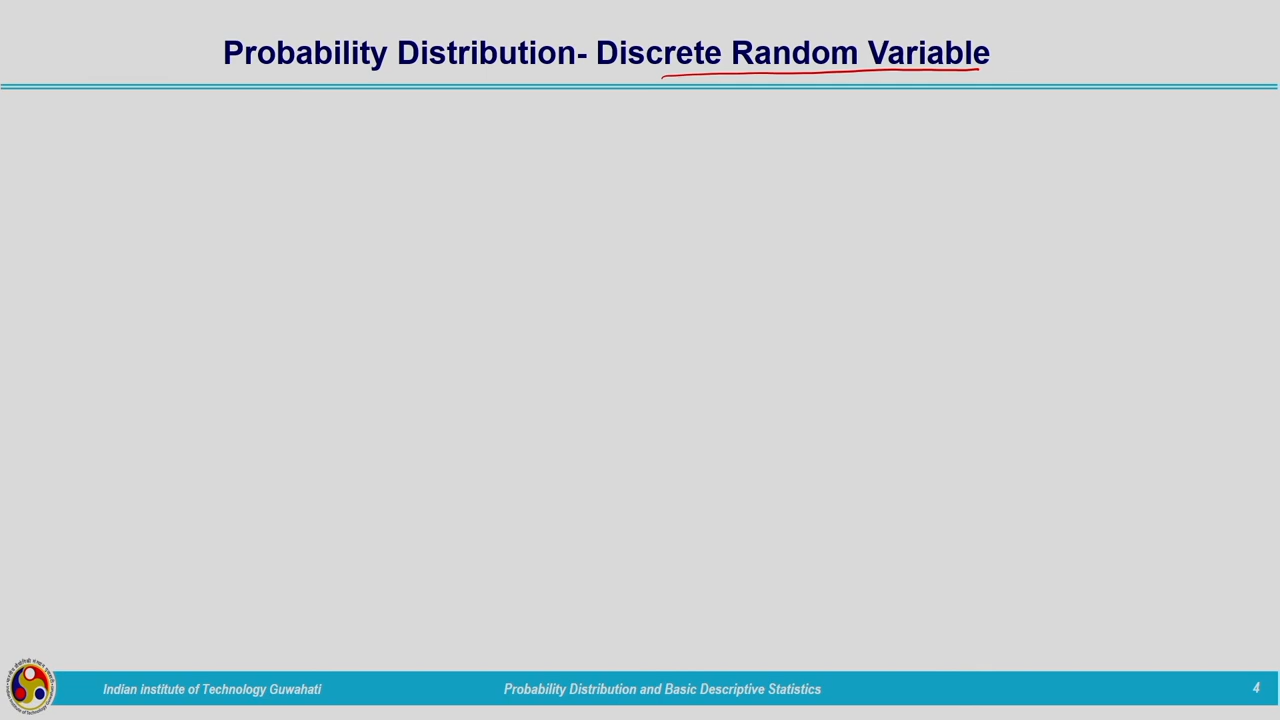 Probability Distribution- Discrete Random Variable
Indian institute of Technology Guwahati
Probability Distribution and Basic Descriptive Statistics
4